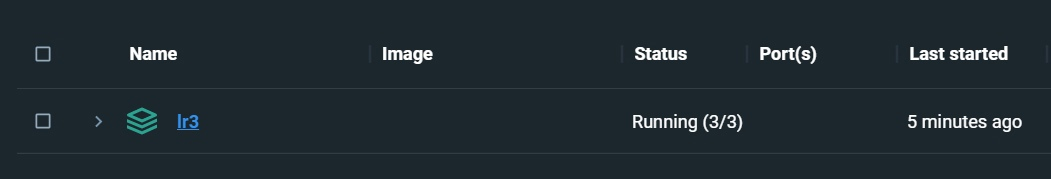 Name Image Status Port(s) Last started
lr3 Running (3/3) 5 minutes ago